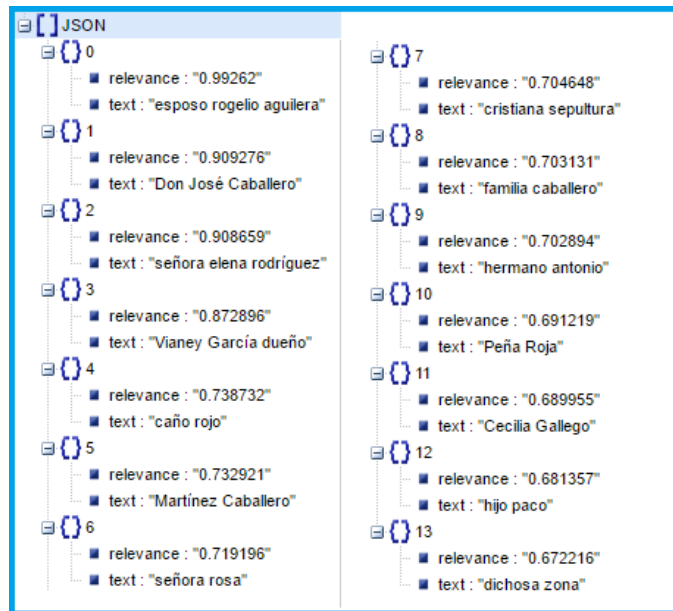 [ ] JSON
{ } 0
relevance : "0.99262"
text : "esposo rogelio aguilera"
{ } 1
relevance : "0.909276"
text : "Don José Caballero"
{ } 2
relevance : "0.908659"
text : "señora elena rodríguez"
{ } 3
relevance : "0.872896"
text : "Vianey García dueño"
{ } 4
relevance : "0.738732"
text : "caño rojo"
{ } 5
relevance : "0.732921"
text : "Martínez Caballero"
{ } 6
relevance : "0.719196"
text : "señora rosa"
{ } 7
relevance : "0.704648"
text : "cristiana sepultura"
{ } 8
relevance : "0.703131"
text : "familia caballero"
{ } 9
relevance : "0.702894"
text : "hermano antonio"
{ } 10
relevance : "0.691219"
text : "Peña Roja"
{ } 11
relevance : "0.689955"
text : "Cecilia Gallego"
{ } 12
relevance : "0.681357"
text : "hijo paco"
{ } 13
relevance : "0.672216"
text : "dichosa zona"